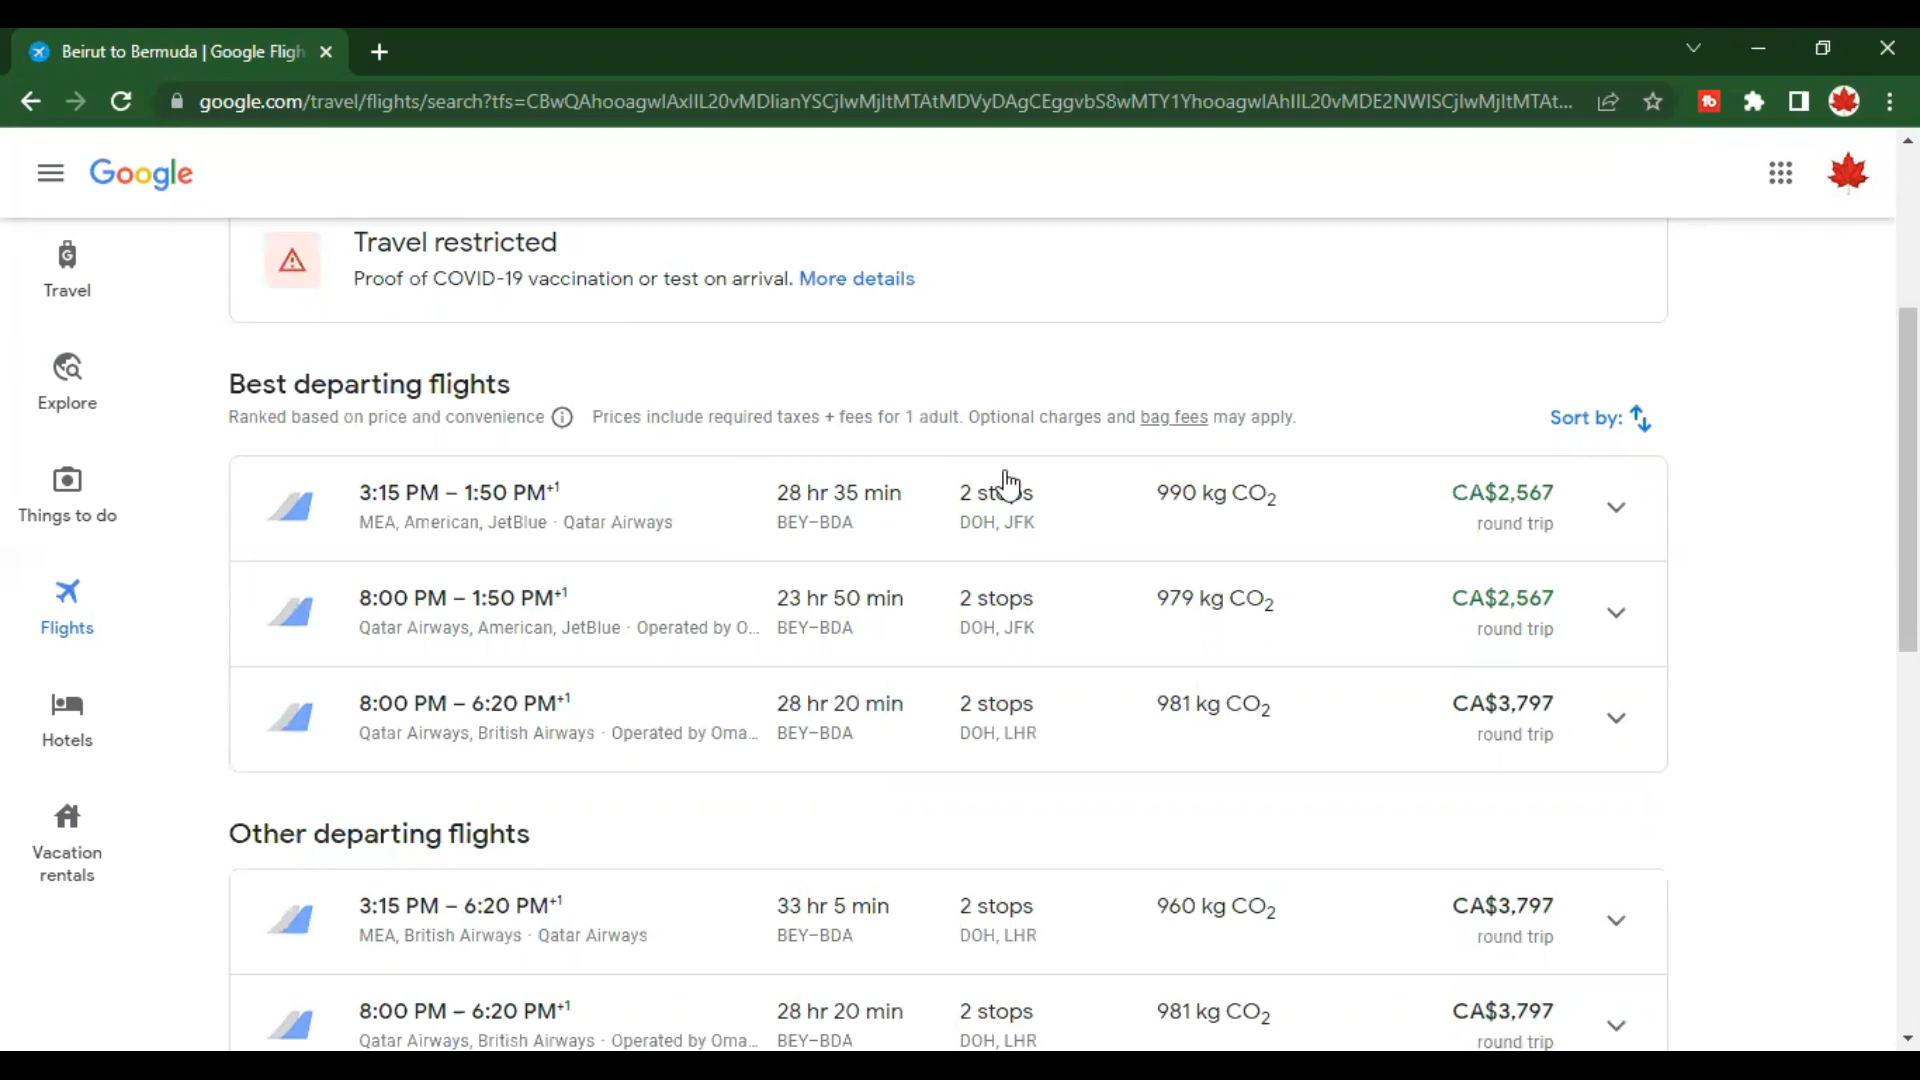 Beirut to Bermuda | Google Fligh
google.com/travel/flights/search?tfs=CBwQAhooagwIAxIIL20vMDlianYSCjIwMjItMTAtMDVyDAgCEggvbS8wMTY1YhooagwIAhIIL20vMDE2NWISCjIwMjItMTAt...
Google
Travel
Explore
Things to do
Flights
Hotels
Vacation
rentals
Travel restricted
Proof of COVID-19 vaccination or test on arrival. More details
Best departing flights
Ranked based on price and convenience Prices include required taxes + fees for 1 adult. Optional charges and bag fees may apply. Sort by:
3:15 PM – 1:50 PM+1 28 hr 35 min 2 stops 990 kg CO2 CA$2,567
MEA, American, JetBlue · Qatar Airways BEY–BDA DOH, JFK round trip
8:00 PM – 1:50 PM+1 23 hr 50 min 2 stops 979 kg CO2 CA$2,567
Qatar Airways, American, JetBlue · Operated by O... BEY–BDA DOH, JFK round trip
8:00 PM – 6:20 PM+1 28 hr 20 min 2 stops 981 kg CO2 CA$3,797
Qatar Airways, British Airways · Operated by Oma... BEY–BDA DOH, LHR round trip
Other departing flights
3:15 PM – 6:20 PM+1 33 hr 5 min 2 stops 960 kg CO2 CA$3,797
MEA, British Airways · Qatar Airways BEY–BDA DOH, LHR round trip
8:00 PM – 6:20 PM+1 28 hr 20 min 2 stops 981 kg CO2 CA$3,797
Qatar Airways, British Airways · Operated by Oma... BEY–BDA DOH, LHR round trip